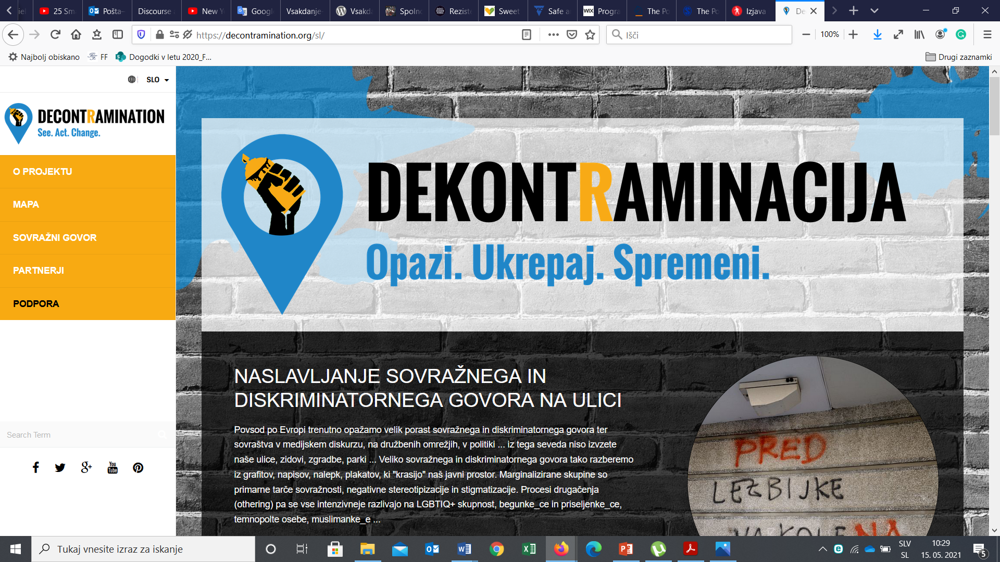 25 Sm
Pošta-
Discourse
New Y
Googl
Vsakdanje-
Vsakda
Spolno
Reziste
Sweet
Safe a
WIX
Progra
The Po
The Po
Izjava
De
https://decontramination.org/sl/
Išči
100%
Najbolj obiskano
FF
Dogodki v letu 2020_F...
Drugi zaznamki
SLO
DECONTRAMINATION
See. Act. Change.
O PROJEKTU
MAPA
SOVRAŽNI GOVOR
PARTNERJI
PODPORA
Search Term
You
Tube
DEKONTRAMINACIJA
Opazi. Ukrepaj. Spremeni.
NASLAVLJANJE SOVRAŽNEGA IN
DISKRIMINATORNEGA GOVORA NA ULICI
Povsod po Evropi trenutno opažamo velik porast sovražnega in diskriminatornega govora ter
sovraštva v medijskem diskurzu, na družbenih omrežjih, v politiki ... iz tega seveda niso izvzete
naše ulice, zidovi, zgradbe, parki ... Veliko sovražnega in diskriminatornega govora tako razberemo
iz grafitov, napisov, nalepk, plakatov, ki "krasijo" naš javni prostor. Marginalizirane skupine so
primarne tarče sovražnosti, negativne stereotipizacije in stigmatizacije. Procesi drugačenja
(othering) pa se vse intenzivneje razlivajo na LGBTIQ+ skupnost, begunke_ce in priseljenke_ce,
temnopolte osebe, muslimanke_e ...
PRED
LEZBIJKE
NA
Tukaj vnesite izraz za iskanje
SLV
SL
10:29
15. 05. 2021
5